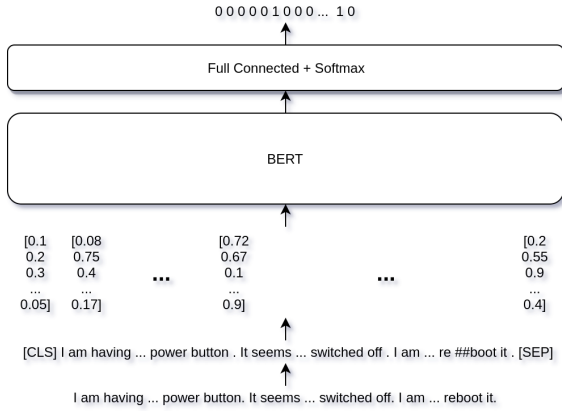 0 0 0 0 0 1 0 0 0 ... 1 0
Full Connected + Softmax
BERT
[0.1 [0.08 [0.72 [0.2
0.2 0.75 0.67 0.55
0.3 0.4 ... 0.1 ... 0.9
... ... ... ...
0.05] 0.17] 0.9] 0.4]
[CLS] I am having ... power button . It seems ... switched off . I am ... re ##boot it . [SEP]
I am having ... power button. It seems ... switched off. I am ... reboot it.